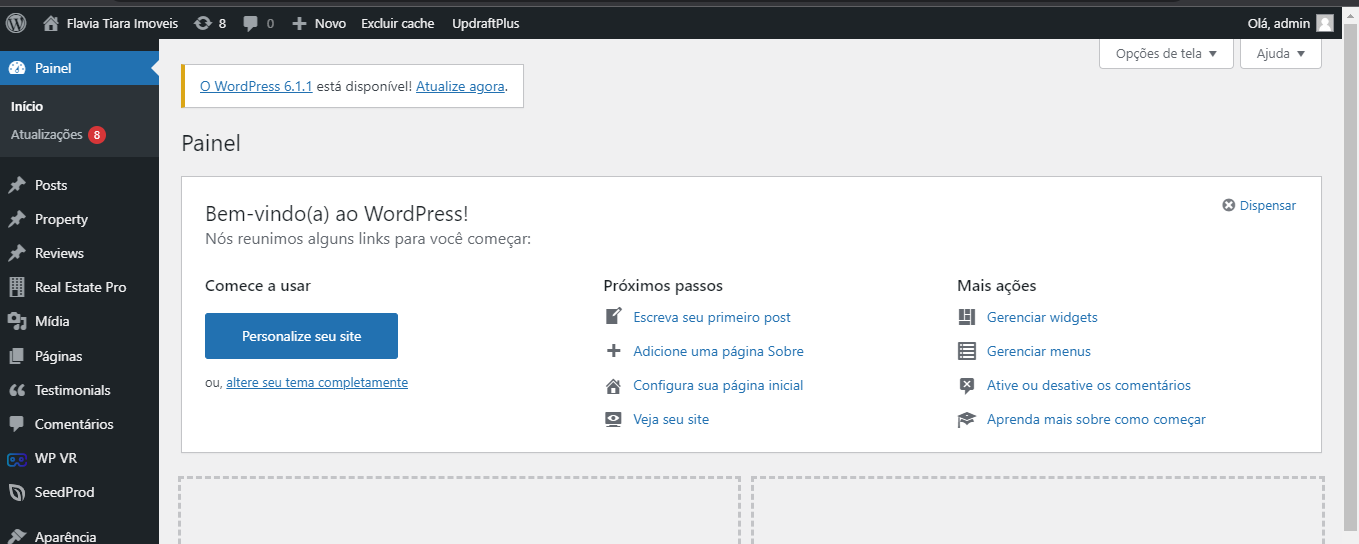 Flavia Tiara Imoveis 8 0 Novo Excluir cache UpdraftPlus Olá, admin
Painel
Início
Atualizações 8
Posts
Property
Reviews
Real Estate Pro
Mídia
Páginas
Testimonials
Comentários
WP VR
SeedProd
Aparência
Opções de tela Ajuda
O WordPress 6.1.1 está disponível! Atualize agora.
Painel
Bem-vindo(a) ao WordPress!
Dispensar
Nós reunimos alguns links para você começar:
Comece a usar
Personalize seu site
ou, altere seu tema completamente
Próximos passos
Escreva seu primeiro post
Adicione uma página Sobre
Configura sua página inicial
Veja seu site
Mais ações
Gerenciar widgets
Gerenciar menus
Ative ou desative os comentários
Aprenda mais sobre como começar